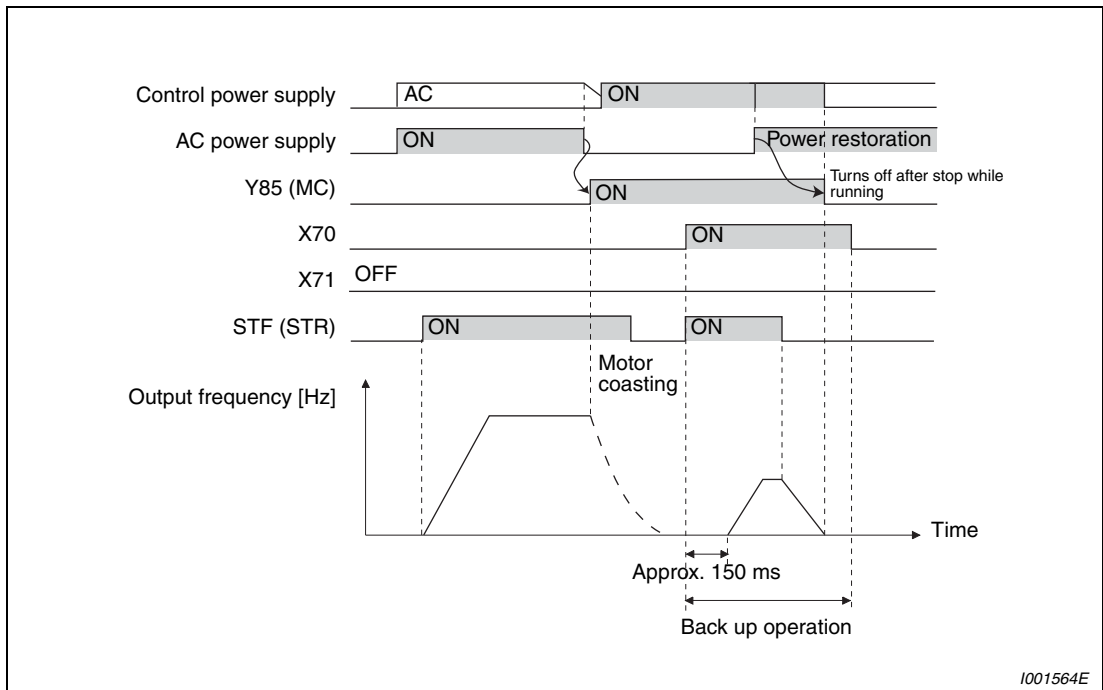 Control power supply
AC
ON
AC power supply
ON
Power restoration
Y85 (MC)
ON
Turns off after stop while
running
X70
ON
X71
OFF
STF (STR)
ON
ON
Motor
coasting
Output frequency [Hz]
Time
Approx. 150 ms
Back up operation
I001564E